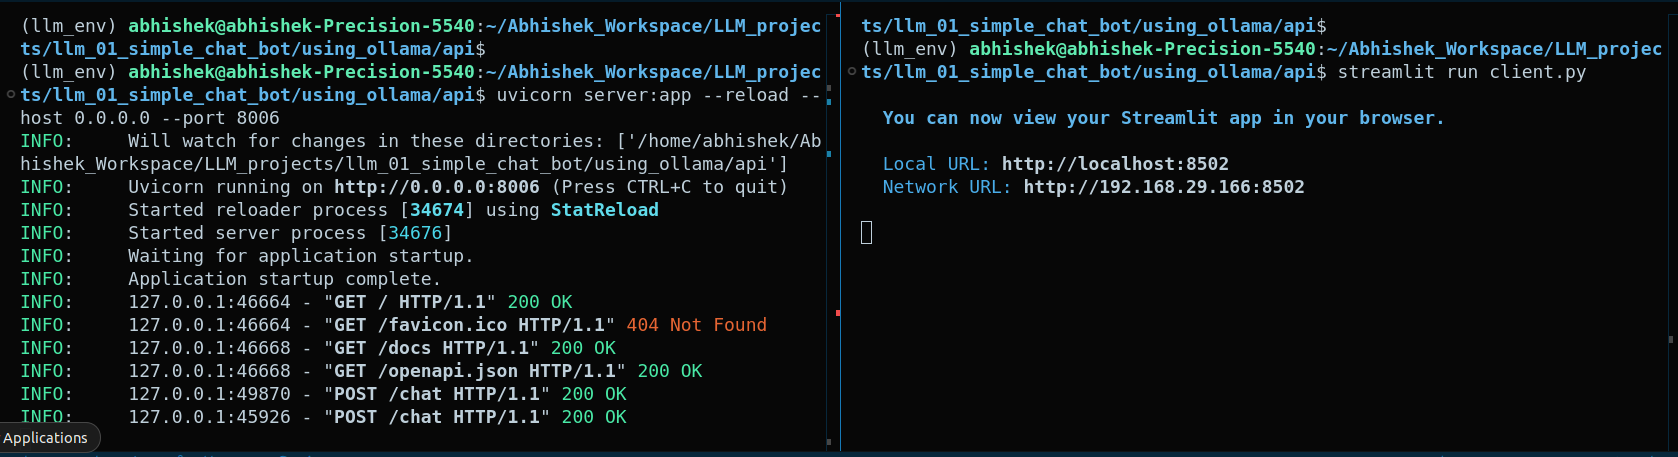 (llm_env) abhishek@abhishek-Precision-5540:~/Abhishek_Workspace/LLM_projec
ts/llm_01_simple_chat_bot/using_ollama/api$
(llm_env) abhishek@abhishek-Precision-5540:~/Abhishek_Workspace/LLM_projec
ts/llm_01_simple_chat_bot/using_ollama/api$ uvicorn server:app --reload --
host 0.0.0.0 --port 8006
INFO:     Will watch for changes in these directories: ['/home/abhishek/Ab
hishek_Workspace/LLM_projects/llm_01_simple_chat_bot/using_ollama/api']
INFO:     Uvicorn running on http://0.0.0.0:8006 (Press CTRL+C to quit)
INFO:     Started reloader process [34674] using StatReload
INFO:     Started server process [34676]
INFO:     Waiting for application startup.
INFO:     Application startup complete.
INFO:     127.0.0.1:46664 - "GET / HTTP/1.1" 200 OK
INFO:     127.0.0.1:46664 - "GET /favicon.ico HTTP/1.1" 404 Not Found
INFO:     127.0.0.1:46668 - "GET /docs HTTP/1.1" 200 OK
INFO:     127.0.0.1:46668 - "GET /openapi.json HTTP/1.1" 200 OK
INFO:     127.0.0.1:49870 - "POST /chat HTTP/1.1" 200 OK
INFO:     127.0.0.1:45926 - "POST /chat HTTP/1.1" 200 OK
Applications
ts/llm_01_simple_chat_bot/using_ollama/api$
(llm_env) abhishek@abhishek-Precision-5540:~/Abhishek_Workspace/LLM_projec
ts/llm_01_simple_chat_bot/using_ollama/api$ streamlit run client.py
You can now view your Streamlit app in your browser.
Local URL: http://localhost:8502
Network URL: http://192.168.29.166:8502